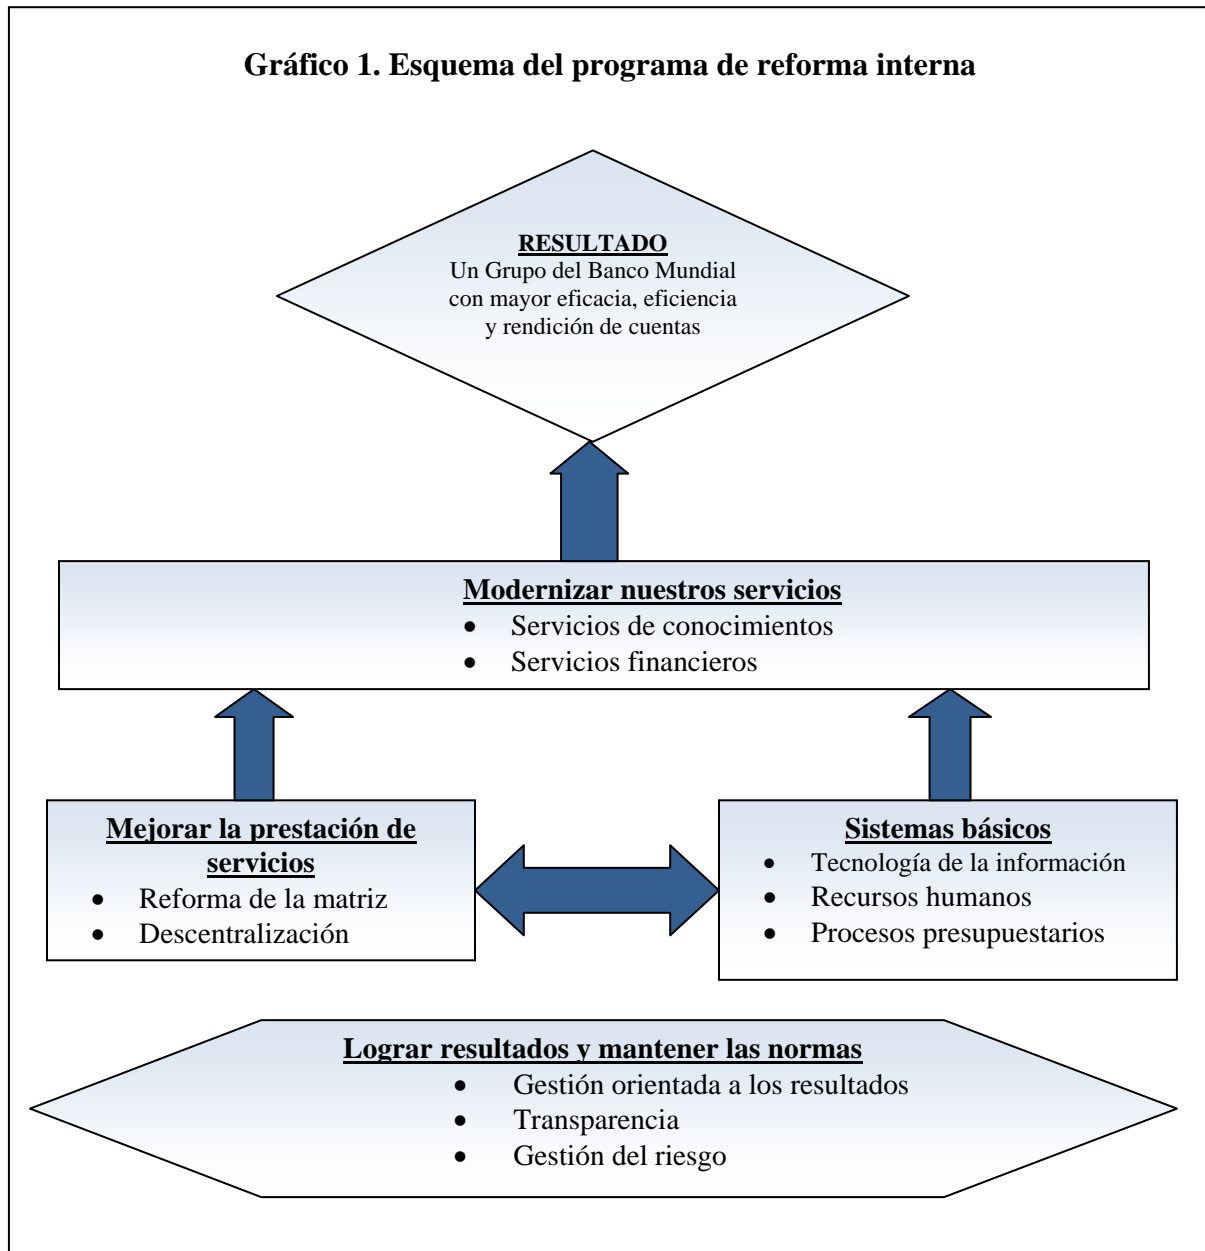 Gráfico 1. Esquema del programa de reforma interna
RESULTADO
Un Grupo del Banco Mundial
con mayor eficacia, eficiencia
y rendición de cuentas
Modernizar nuestros servicios
• Servicios de conocimientos
• Servicios financieros
Mejorar la prestación de
servicios
• Reforma de la matriz
• Descentralización
Sistemas básicos
• Tecnología de la información
• Recursos humanos
• Procesos presupuestarios
Lograr resultados y mantener las normas
• Gestión orientada a los resultados
• Transparencia
• Gestión del riesgo